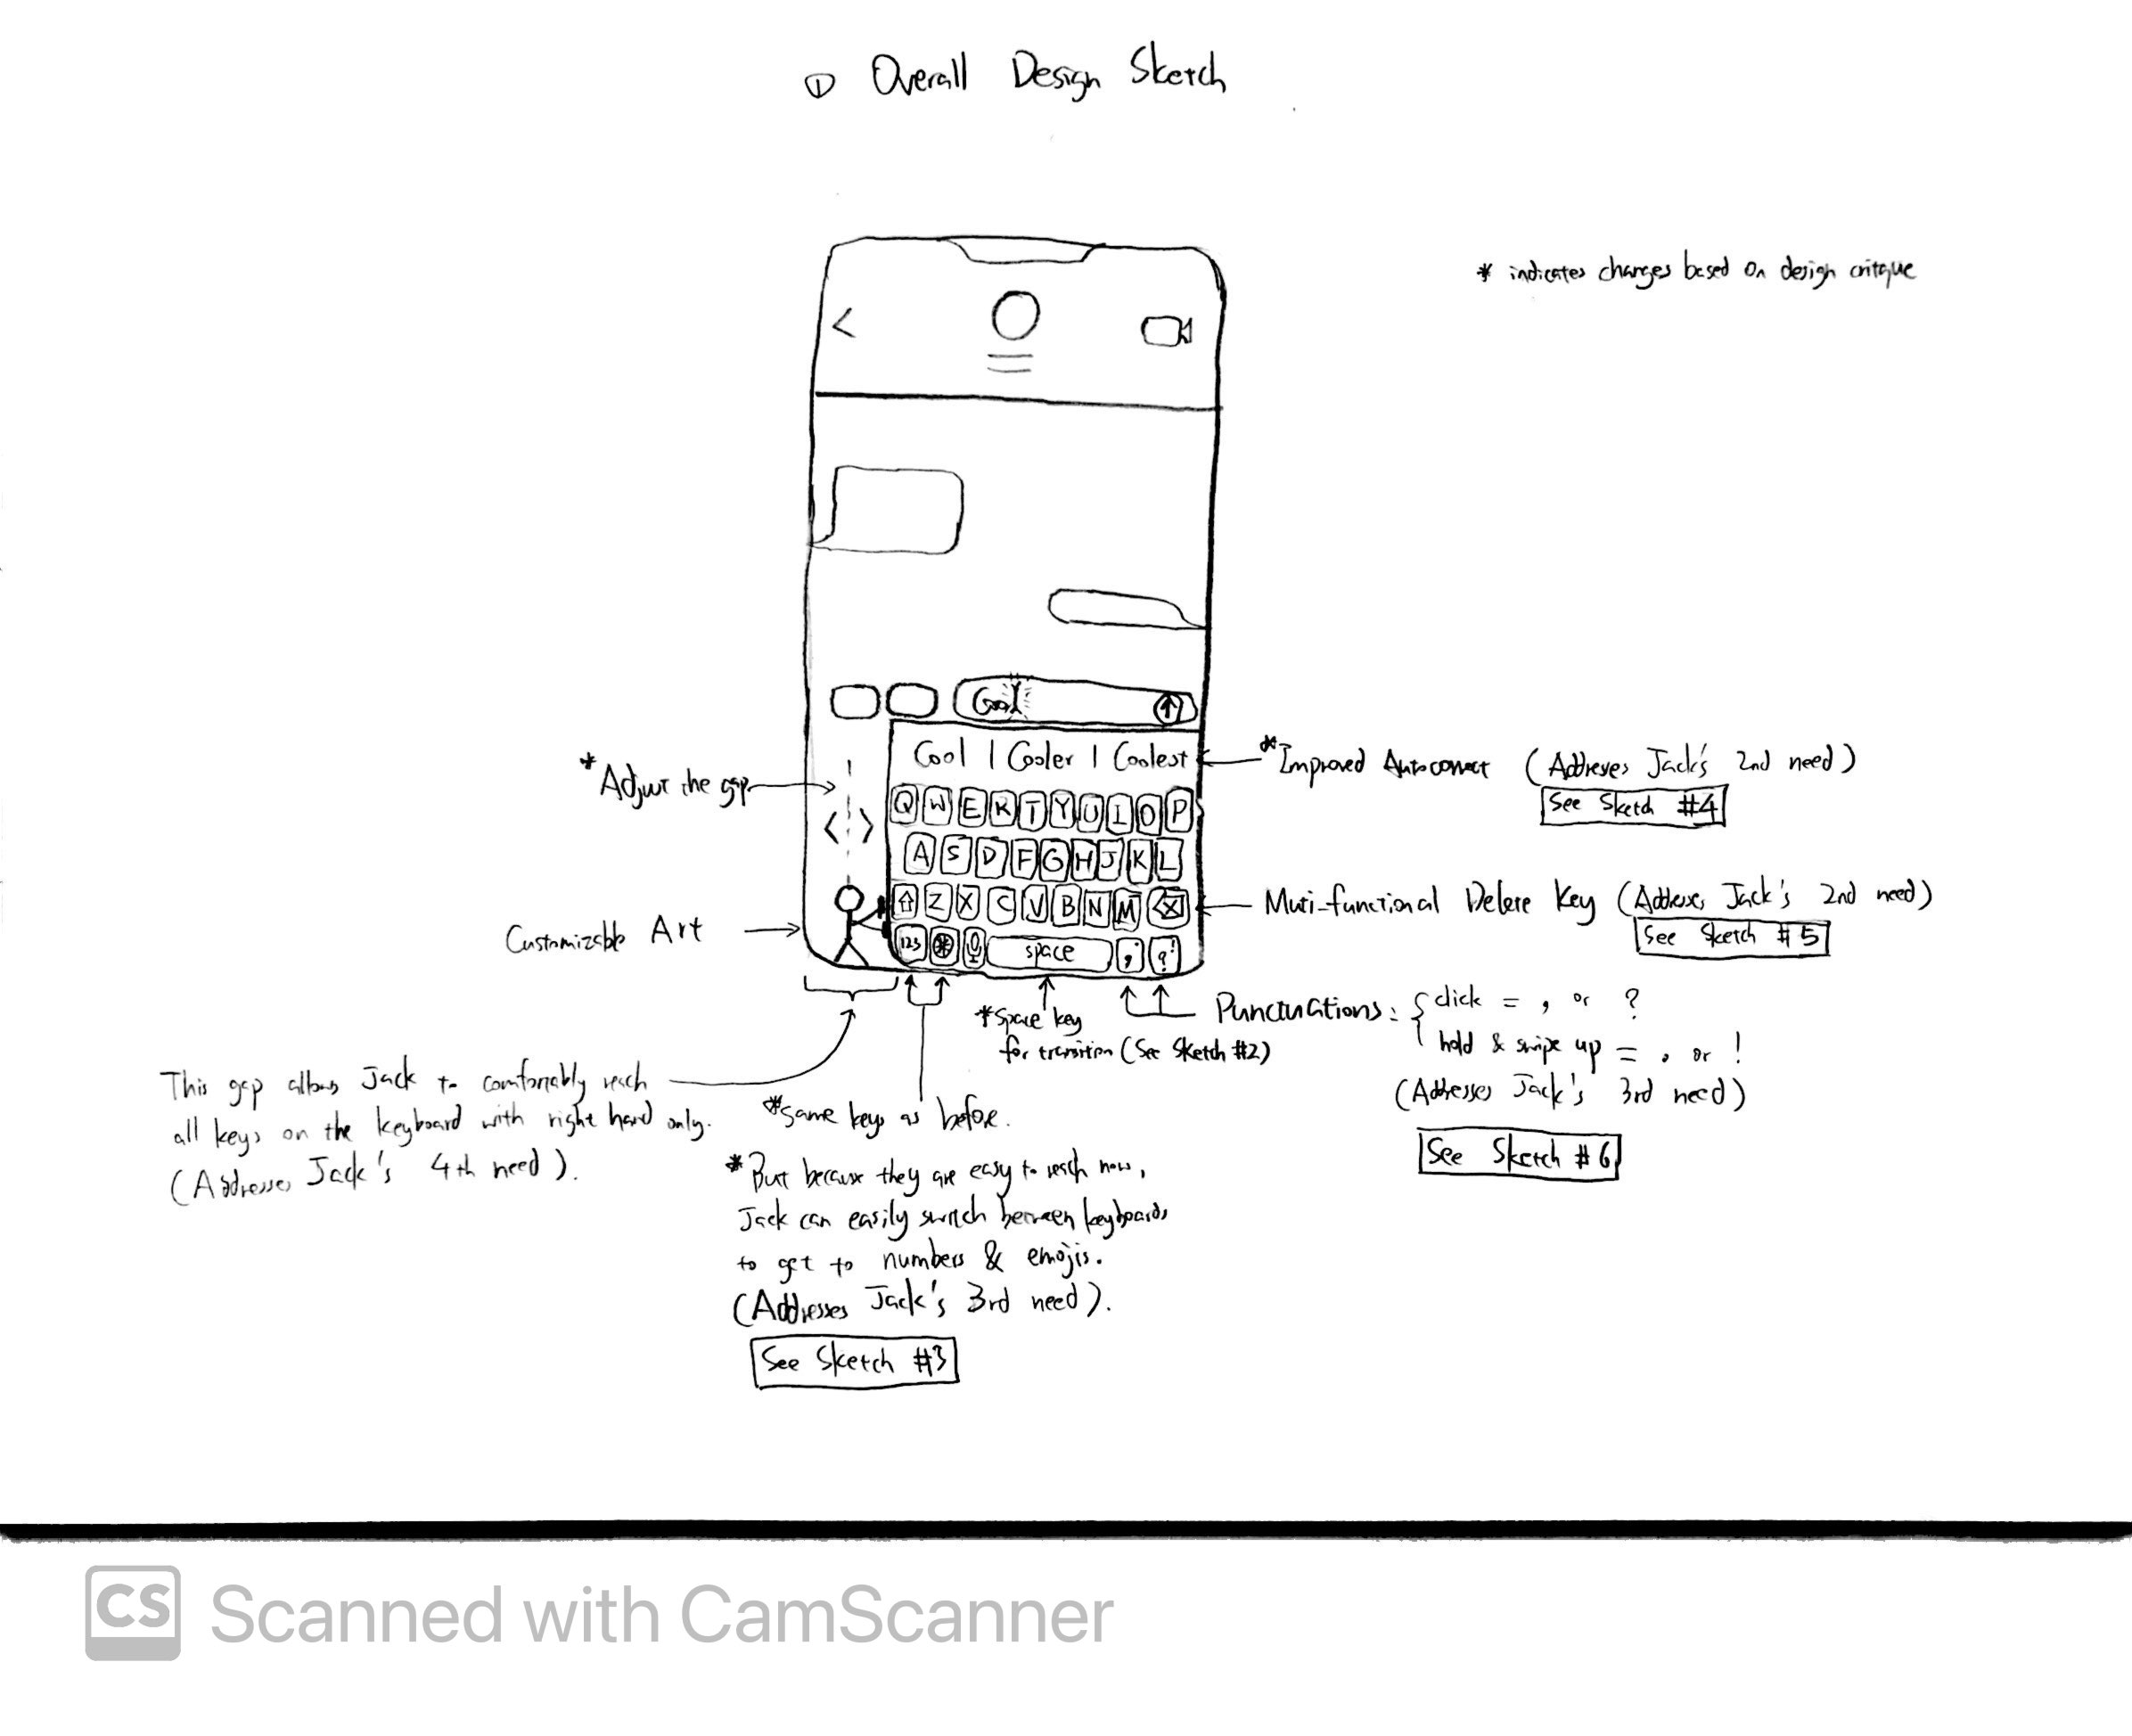 ① Overall Design Sketch
* indicates changes based on design critque
Cool
Cool | Cooler | Coolest
Q W E R T Y U I O P
A S D F G H J K L
Z X C V B N M
123 space , . ? !
*Adjust the gap
Customizable Art
*Improved Autocorrect (Addresses Jack's 2nd need)
See Sketch #4
Multi-functional Delete Key (Addresses Jack's 2nd need)
See Sketch #5
*Space key
for transition (See Sketch #2)
Punctuations: { click = , or ?
hold & swipe up = . or !
(Addresses Jack's 3rd need)
See Sketch #6
This gap allows Jack to comfortably reach
all keys on the keyboard with right hand only.
(Addresses Jack's 4th need).
*Same keys as before.
*But because they are easy to reach now,
Jack can easily switch between keyboards
to get to numbers & emojis.
(Addresses Jack's 3rd need).
See Sketch #3
CS Scanned with CamScanner